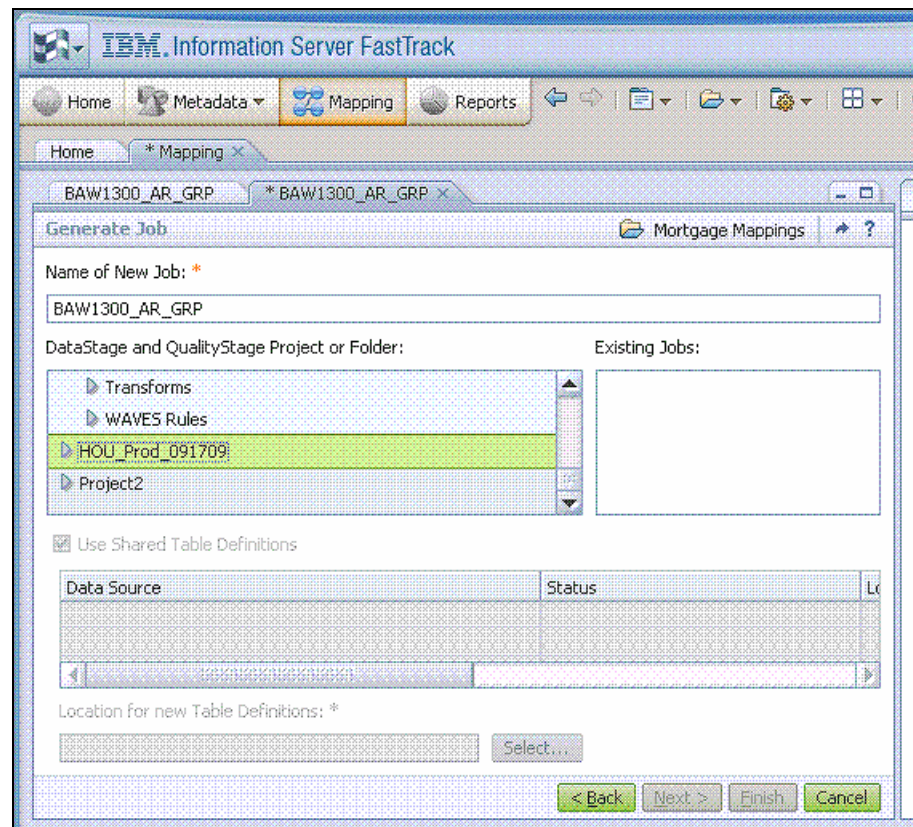 IBM. Information Server FastTrack
Home Metadata Mapping Reports
Home * Mapping
BAW1300_AR_GRP * BAW1300_AR_GRP
Generate Job Mortgage Mappings ?
Name of New Job: *
BAW1300_AR_GRP
DataStage and QualityStage Project or Folder: Existing Jobs:
Transforms
WAVES Rules
HOU_Prod_091709
Project2
Use Shared Table Definitions
Data Source Status
Location for new Table Definitions: *
Select...
< Back Next > Finish Cancel